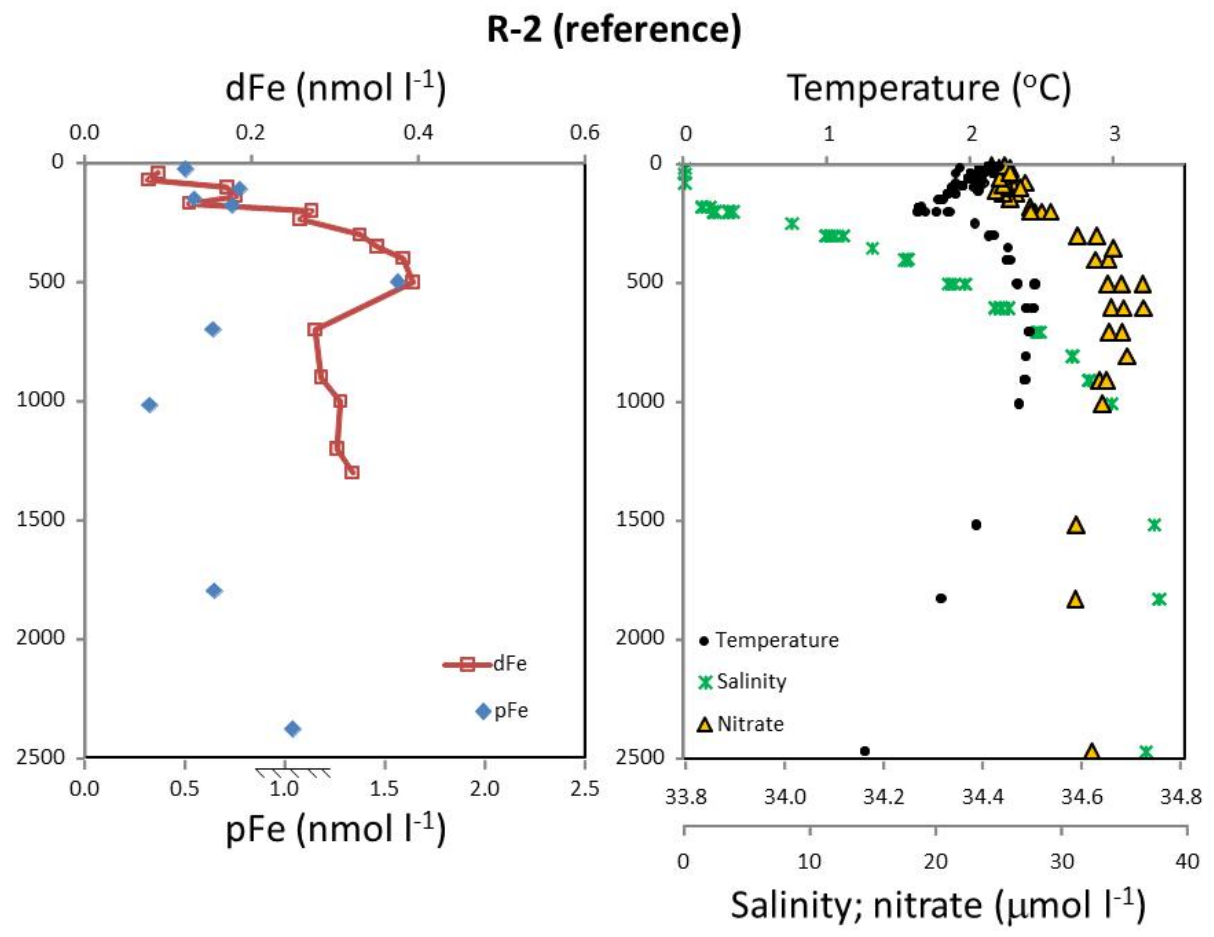 R-2 (reference)
dFe (nmol l-1)
0.0 0.2 0.4 0.6
0
500
1000
1500
2000
2500
dFe
pFe
0.0 0.5 1.0 1.5 2.0 2.5
pFe (nmol l-1)
Temperature (oC)
0 1 2 3
0
500
1000
1500
2000
2500
Temperature
Salinity
Nitrate
33.8 34.0 34.2 34.4 34.6 34.8
0 10 20 30 40
Salinity; nitrate (μmol l-1)